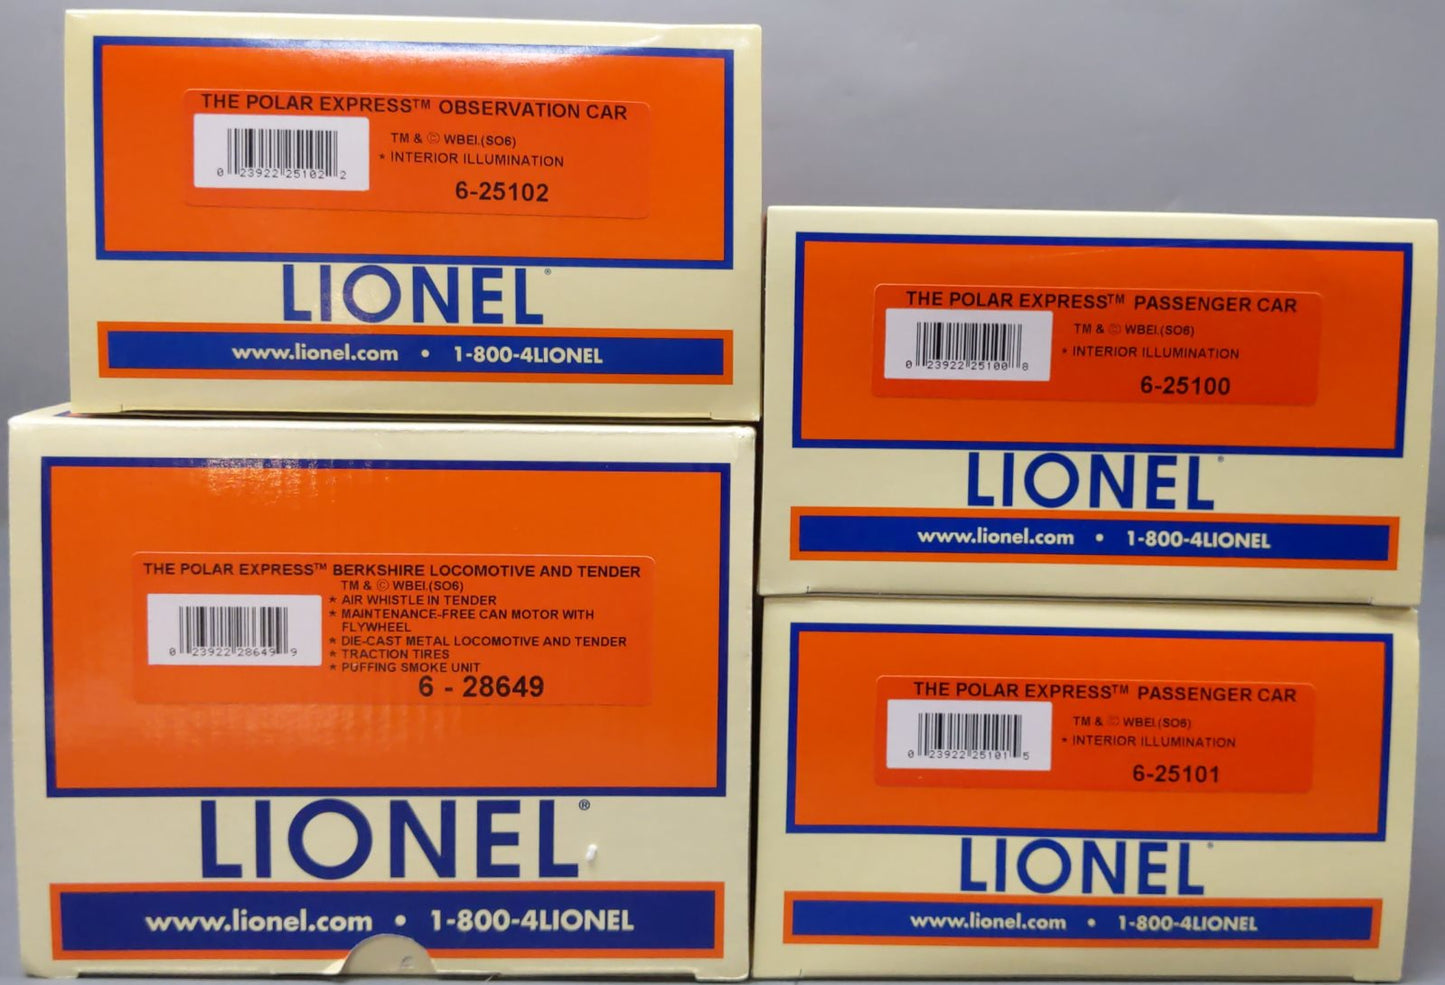 THE POLAR EXPRESS™ OBSERVATION CAR
TM & © WBEI.(SO6)
* INTERIOR ILLUMINATION
0 23922 25102 2
6-25102
LIONEL®
www.lionel.com • 1-800-4LIONEL
THE POLAR EXPRESS™ PASSENGER CAR
TM & © WBEI.(SO6)
* INTERIOR ILLUMINATION
0 23922 25100 8
6-25100
LIONEL®
www.lionel.com • 1-800-4LIONEL
THE POLAR EXPRESS™ BERKSHIRE LOCOMOTIVE AND TENDER
TM & © WBEI.(SO6)
* AIR WHISTLE IN TENDER
* MAINTENANCE-FREE CAN MOTOR WITH
FLYWHEEL
* DIE-CAST METAL LOCOMOTIVE AND TENDER
* TRACTION TIRES
* PUFFING SMOKE UNIT
0 23922 28649 9
6 - 28649
LIONEL®
www.lionel.com • 1-800-4LIONEL
THE POLAR EXPRESS™ PASSENGER CAR
TM & © WBEI.(SO6)
* INTERIOR ILLUMINATION
0 23922 25101 5
6-25101
LIONEL®
www.lionel.com • 1-800-4LIONEL